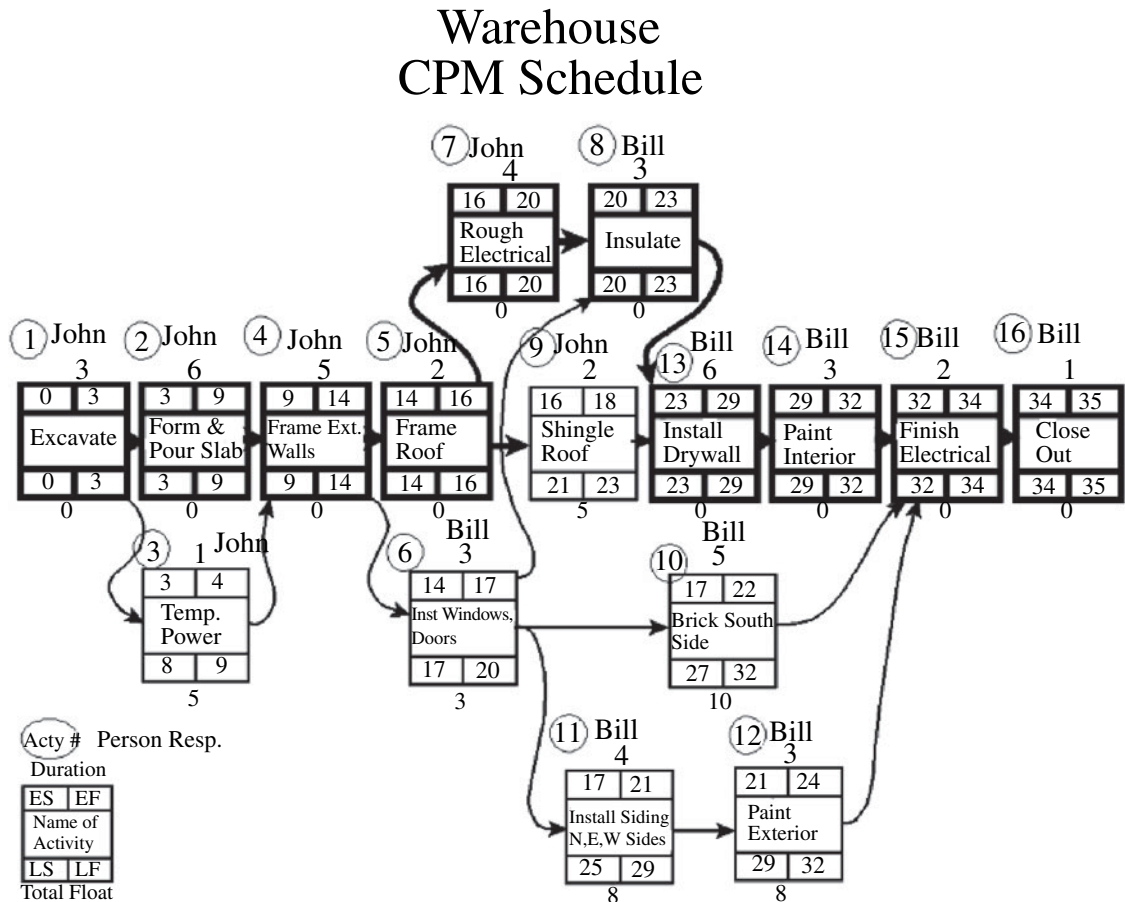 Warehouse
CPM Schedule
7 John
4
16 20
Rough
Electrical
16 20
0
8 Bill
3
20 23
Insulate
20 23
0
1 John
3
0 3
Excavate
0 3
0
2 John
6
3 9
Form &
Pour Slab
3 9
0
4 John
5
9 14
Frame Ext.
Walls
9 14
0
5 John
2
14 16
Frame
Roof
14 16
0
9 John
2
16 18
Shingle
Roof
21 23
5
13 Bill
6
23 29
Install
Drywall
23 29
0
14 Bill
3
29 32
Paint
Interior
29 32
0
15 Bill
2
32 34
Finish
Electrical
32 34
0
16 Bill
1
34 35
Close
Out
34 35
0
3 John
1
3 4
Temp.
Power
8 9
5
6 Bill
3
14 17
Inst Windows,
Doors
17 20
3
10 Bill
5
17 22
Brick South
Side
27 32
10
11 Bill
4
17 21
Install Siding
N,E,W Sides
25 29
8
12 Bill
3
21 24
Paint
Exterior
29 32
8
Acty # Person Resp.
Duration
ES EF
Name of
Activity
LS LF
Total Float